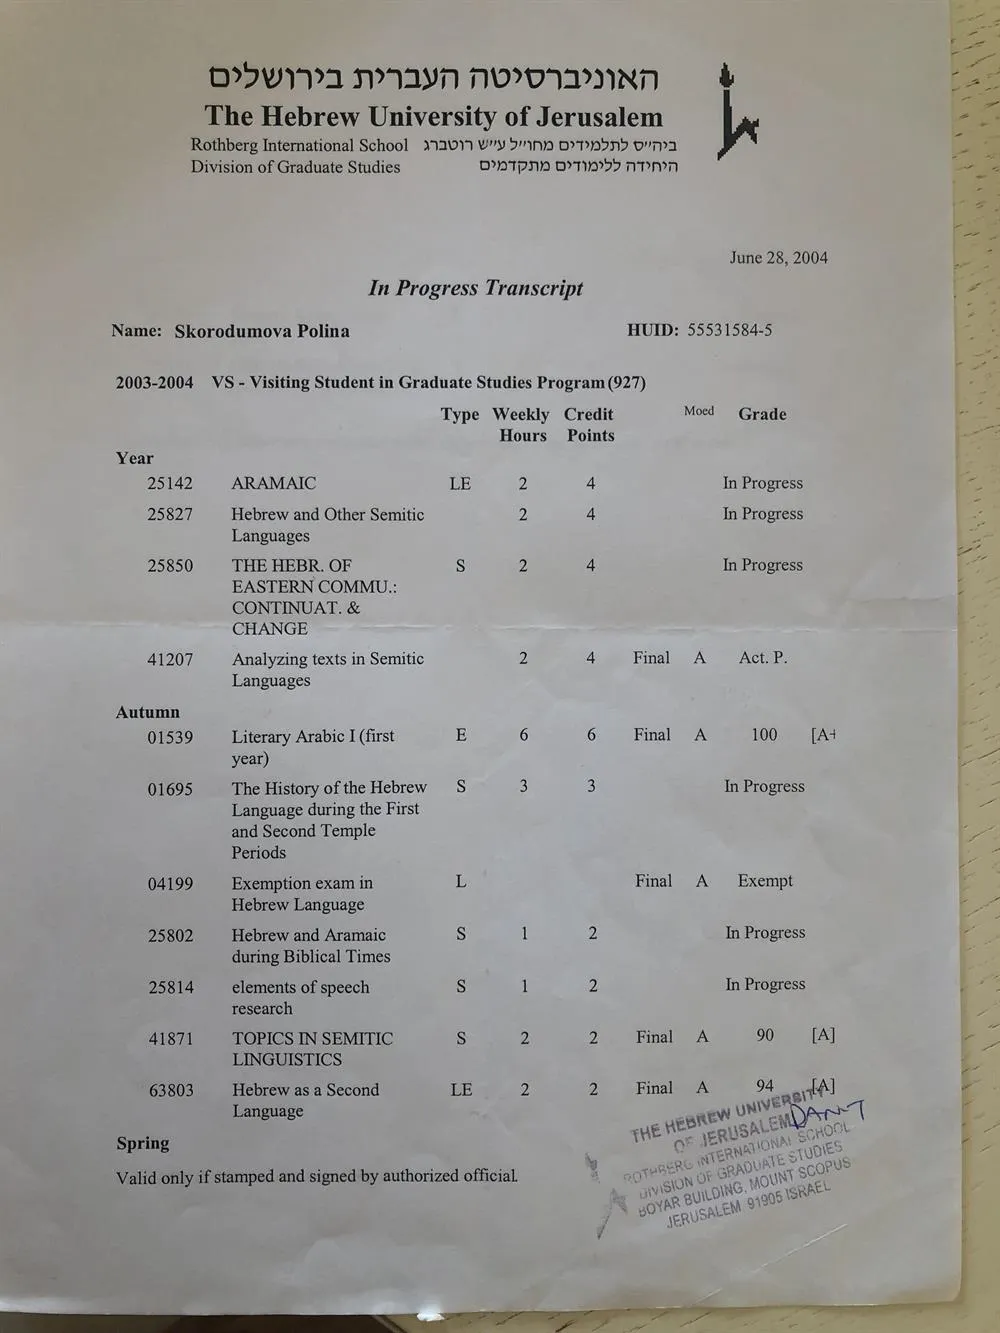 האוניברסיטה העברית בירושלים
The Hebrew University of Jerusalem
Rothberg International School ביה״ס לתלמידים מחו״ל ע״ש רוטברג
Division of Graduate Studies היחידה ללימודים מתקדמים
June 28, 2004
In Progress Transcript
Name: Skorodumova Polina HUID: 55531584-5
2003-2004 VS - Visiting Student in Graduate Studies Program (927)
Type Weekly Credit Moed Grade
Hours Points
Year
25142 ARAMAIC LE 2 4 In Progress
25827 Hebrew and Other Semitic 2 4 In Progress
Languages
25850 THE HEBR. OF S 2 4 In Progress
EASTERN COMMU.:
CONTINUAT. &
CHANGE
41207 Analyzing texts in Semitic 2 4 Final A Act. P.
Languages
Autumn
01539 Literary Arabic I (first E 6 6 Final A 100 [A+
year)
01695 The History of the Hebrew S 3 3 In Progress
Language during the First
and Second Temple
Periods
04199 Exemption exam in L Final A Exempt
Hebrew Language
25802 Hebrew and Aramaic S 1 2 In Progress
during Biblical Times
25814 elements of speech S 1 2 In Progress
research
41871 TOPICS IN SEMITIC S 2 2 Final A 90 [A]
LINGUISTICS
63803 Hebrew as a Second LE 2 2 Final A 94 [A]
Language
Spring
Valid only if stamped and signed by authorized official.
THE HEBREW UNIVERSITY
OF JERUSALEM
ROTHBERG INTERNATIONAL SCHOOL
DIVISION OF GRADUATE STUDIES
BOYAR BUILDING, MOUNT SCOPUS
JERUSALEM 91905 ISRAEL